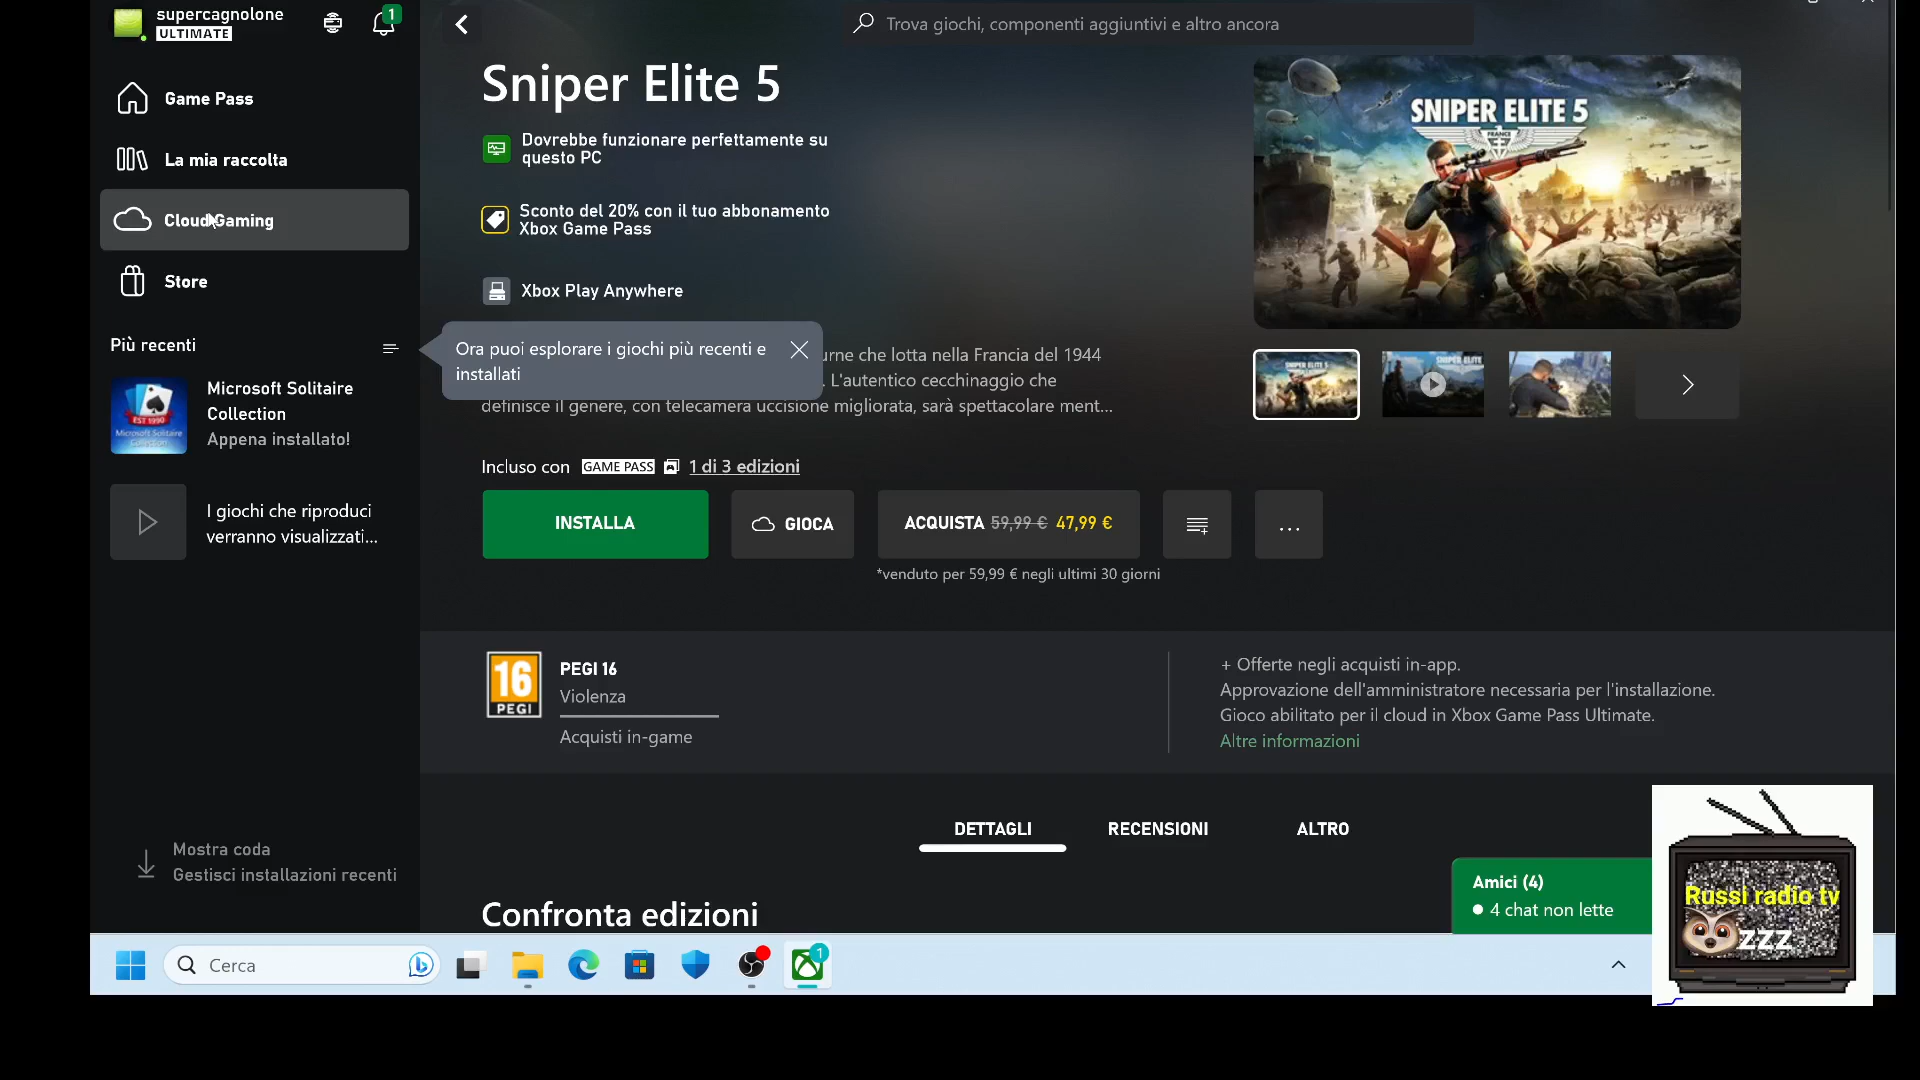 supercagnolone
ULTIMATE
1
Game Pass
La mia raccolta
Cloud Gaming
Store
Più recenti
Microsoft Solitaire
Collection
Appena installato!
I giochi che riproduci
verranno visualizzati...
Mostra coda
Gestisci installazioni recenti
Trova giochi, componenti aggiuntivi e altro ancora
Sniper Elite 5
Dovrebbe funzionare perfettamente su
questo PC
Sconto del 20% con il tuo abbonamento
Xbox Game Pass
Xbox Play Anywhere
Ora puoi esplorare i giochi più recenti e
installati
urne che lotta nella Francia del 1944
. L'autentico cecchinaggio che
definisce il genere, con telecamera uccisione migliorata, sarà spettacolare ment...
SNIPER ELITE 5
FRANCE
Incluso con GAME PASS 1 di 3 edizioni
INSTALLA
GIOCA
ACQUISTA 59,99 € 47,99 €
...
*venduto per 59,99 € negli ultimi 30 giorni
16
PEGI
PEGI 16
Violenza
Acquisti in-game
+ Offerte negli acquisti in-app.
Approvazione dell'amministratore necessaria per l'installazione.
Gioco abilitato per il cloud in Xbox Game Pass Ultimate.
Altre informazioni
DETTAGLI
RECENSIONI
ALTRO
Confronta edizioni
Amici (4)
4 chat non lette
Russi radio tv
zzz
Cerca
1